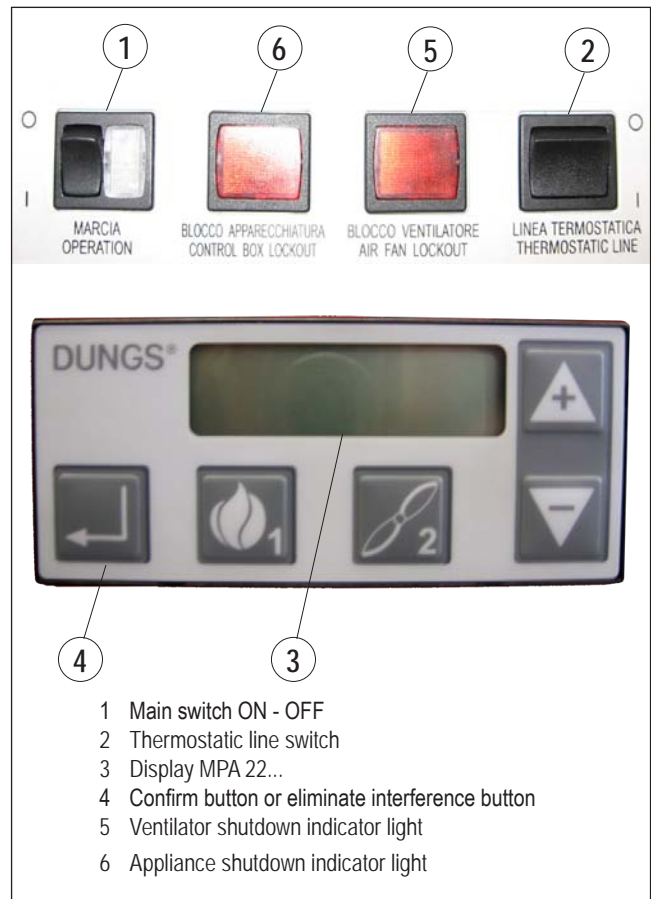 1 6 5 2
O O
I I
MARCIA
OPERATION
BLOCCO APPARECCHIATURA
CONTROL BOX LOCKOUT
BLOCCO VENTILATORE
AIR FAN LOCKOUT
LINEA TERMOSTATICA
THERMOSTATIC LINE
DUNGS®
+
1 2 −
4 3
1 Main switch ON - OFF
2 Thermostatic line switch
3 Display MPA 22...
4 Confirm button or eliminate interference button
5 Ventilator shutdown indicator light
6 Appliance shutdown indicator light